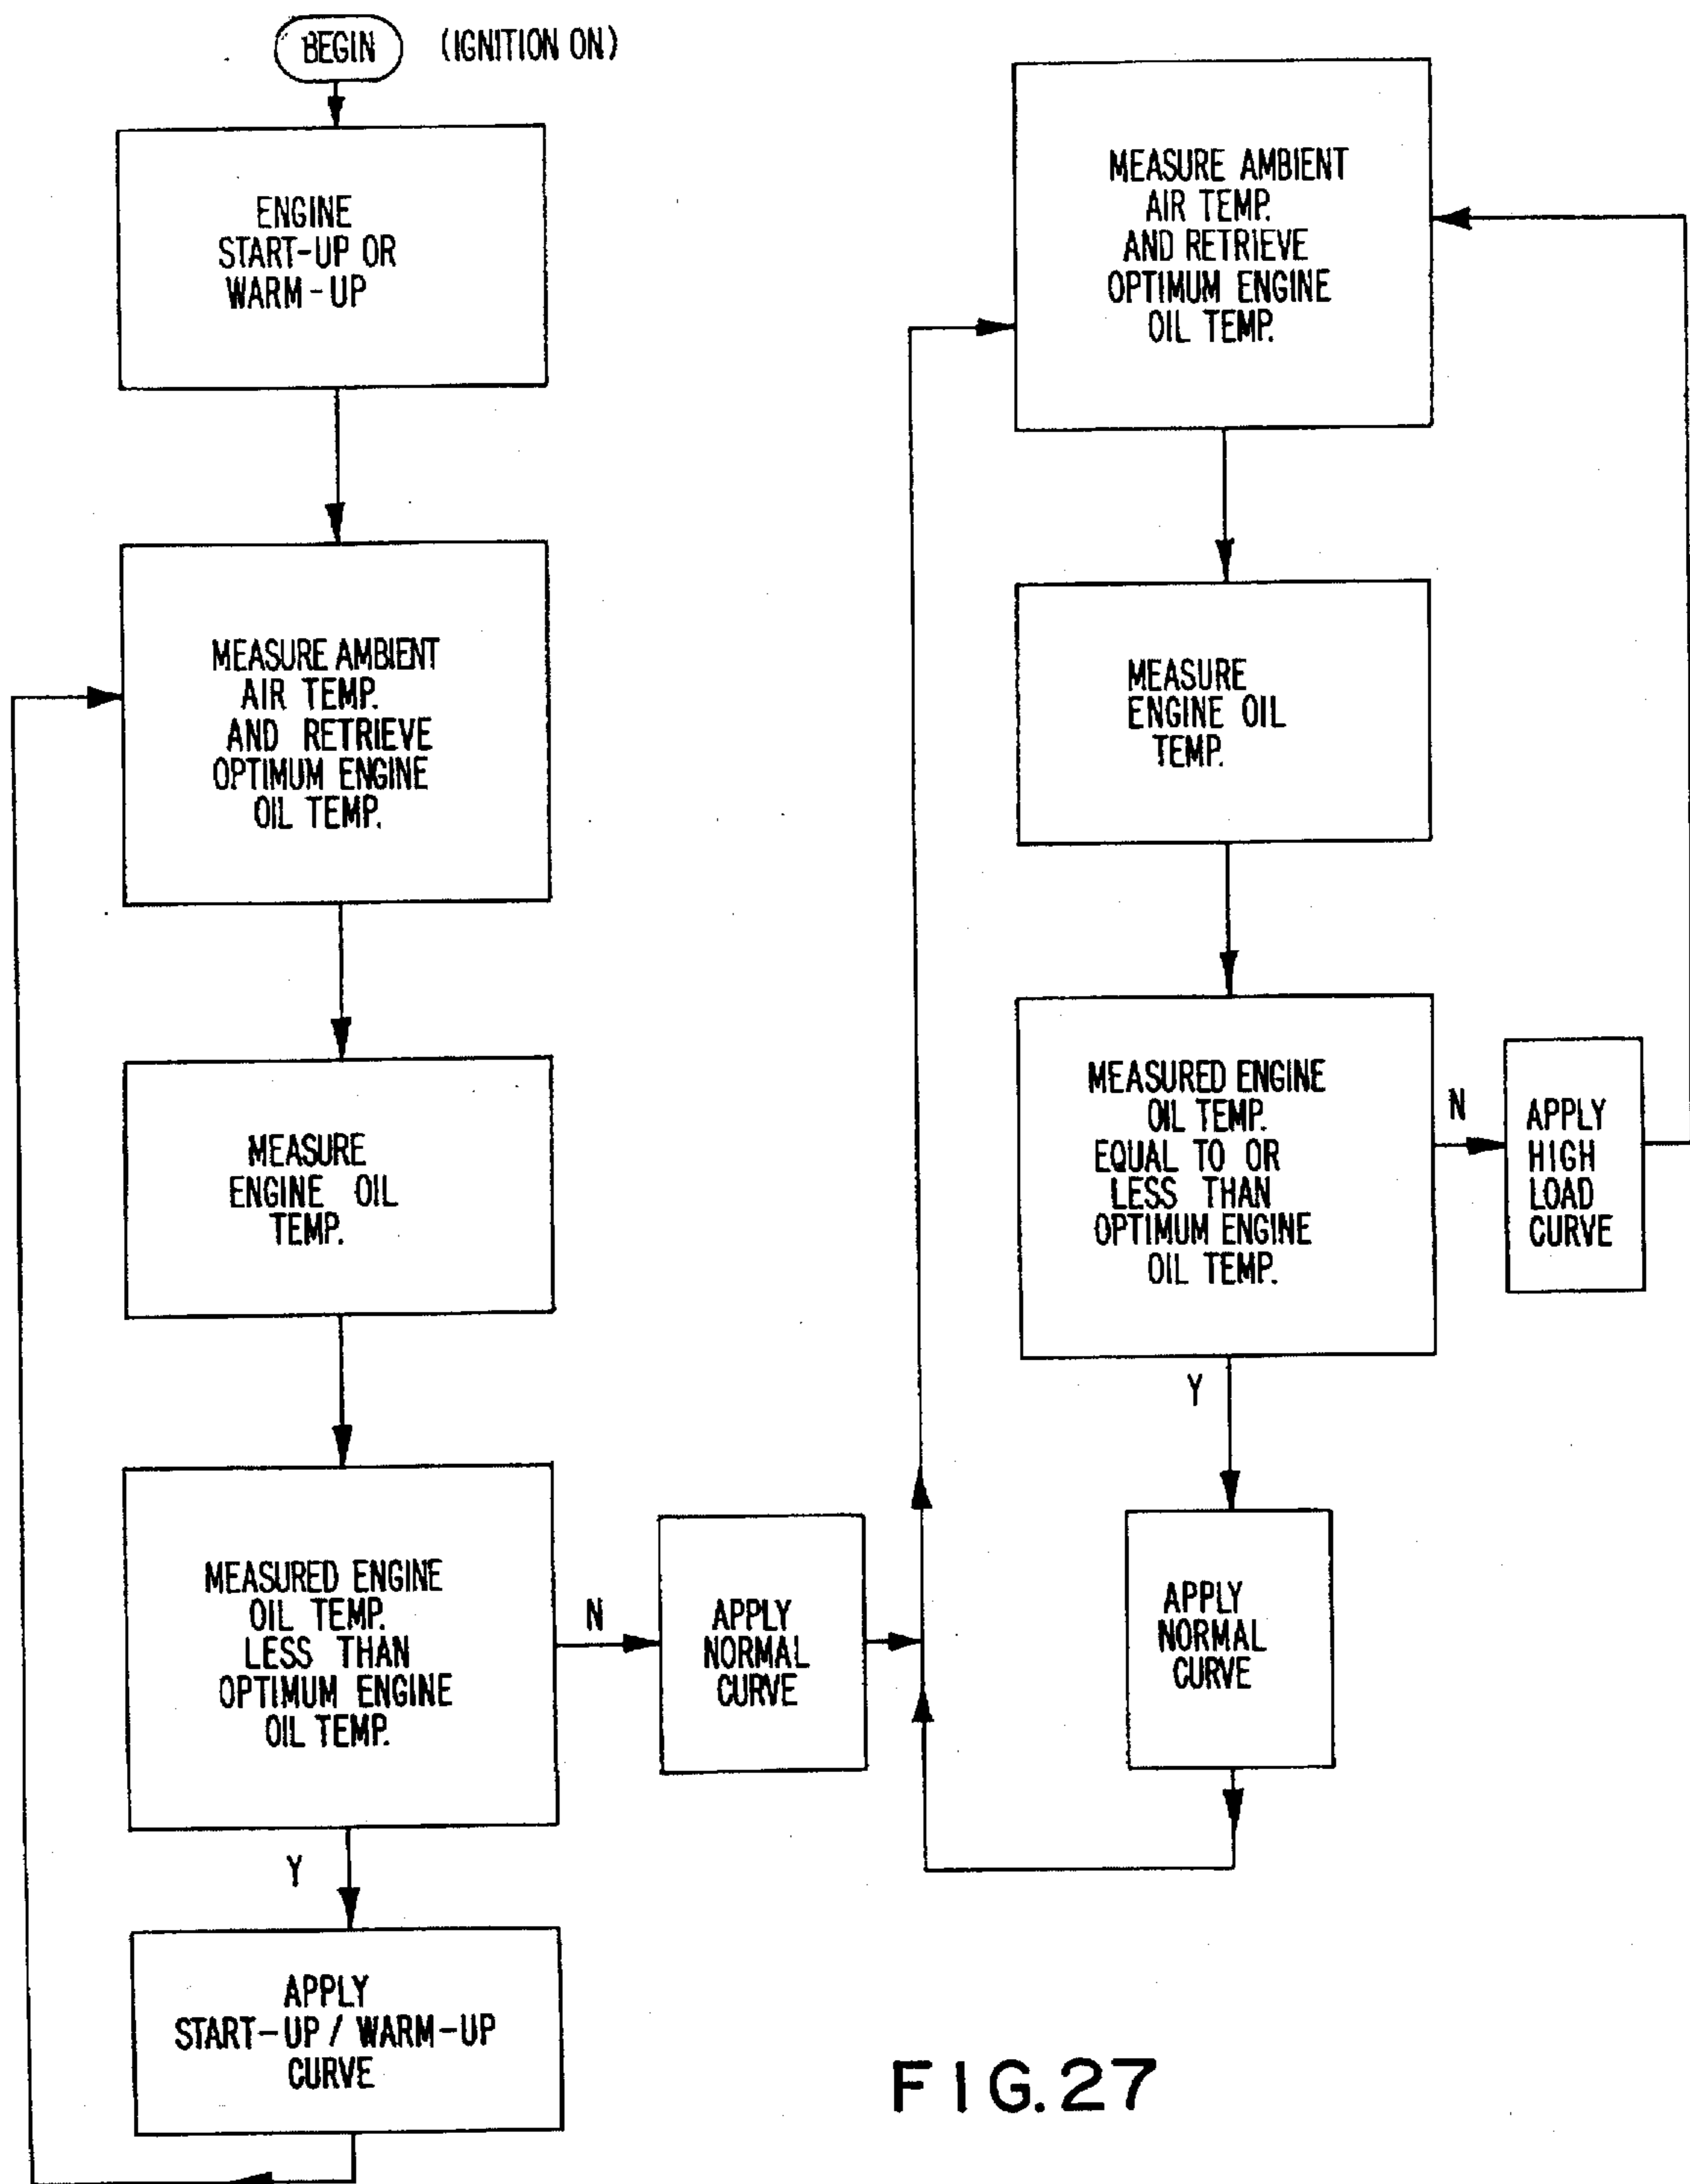 BEGIN (IGNITION ON)
ENGINE
START-UP OR
WARM-UP
MEASURE AMBIENT
AIR TEMP.
AND RETRIEVE
OPTIMUM ENGINE
OIL TEMP.
MEASURE
ENGINE OIL
TEMP.
MEASURED ENGINE
OIL TEMP.
LESS THAN
OPTIMUM ENGINE
OIL TEMP.
N
APPLY
NORMAL
CURVE
Y
APPLY
START-UP / WARM-UP
CURVE
MEASURE AMBIENT
AIR TEMP.
AND RETRIEVE
OPTIMUM ENGINE
OIL TEMP.
MEASURE
ENGINE OIL
TEMP.
MEASURED ENGINE
OIL TEMP.
EQUAL TO OR
LESS THAN
OPTIMUM ENGINE
OIL TEMP.
N
APPLY
HIGH
LOAD
CURVE
Y
APPLY
NORMAL
CURVE
FIG.27